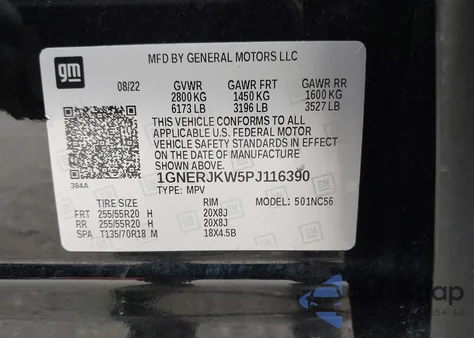 gm
MFD BY GENERAL MOTORS LLC
08/22 GVWR GAWR FRT GAWR RR
2800 KG 1450 KG 1600 KG
6173 LB 3196 LB 3527 LB
THIS VEHICLE CONFORMS TO ALL
APPLICABLE U.S. FEDERAL MOTOR
VEHICLE SAFETY STANDARDS IN EFFECT
ON THE DATE OF MANUFACTURE
SHOWN ABOVE.
384A 1GNERJKW5PJ116390
TYPE: MPV
TIRE SIZE RIM MODEL: 501NC56
FRT 255/55R20 H 20X8J
RR 255/55R20 H 20X8J
SPA T135/70R18 M 18X4.5B